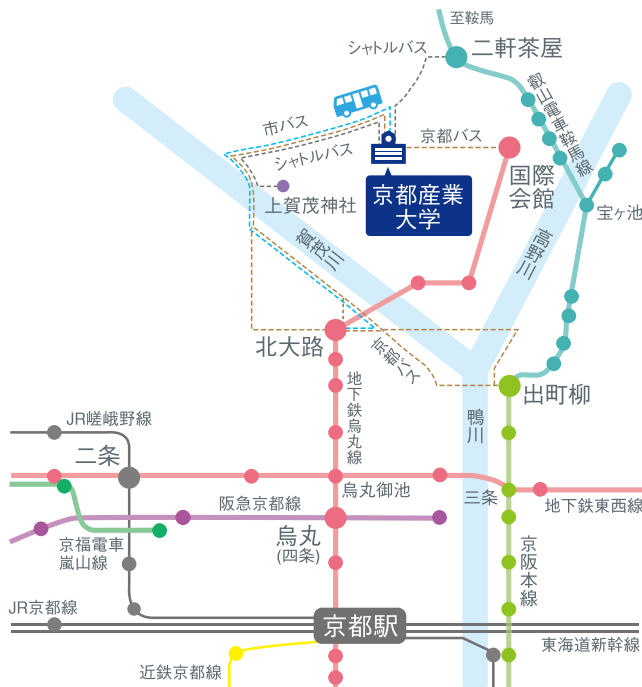 至鞍馬
シャトルバス
二軒茶屋
叡山電車鞍馬線
市バス
シャトルバス
京都バス
国際
会館
京都産業
大学
上賀茂神社
宝ヶ池
賀茂川
高野川
北大路
京都バス
出町柳
地下鉄烏丸線
鴨川
JR嵯峨野線
二条
烏丸御池
三条
地下鉄東西線
阪急京都線
烏丸
(四条)
京福電車
嵐山線
京阪本線
JR京都線
京都駅
東海道新幹線
近鉄京都線